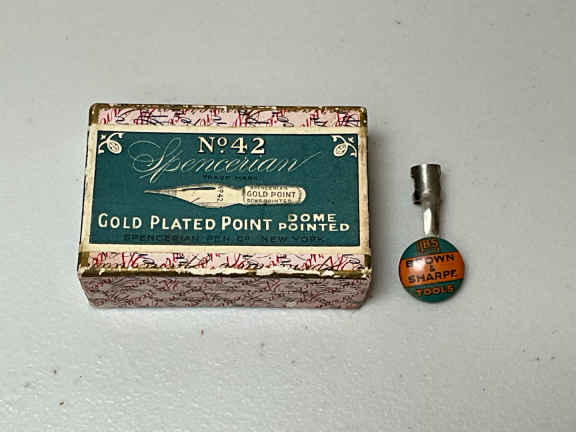 No. 42
Spencerian
TRADE MARK
No 42
SPENCERIAN
GOLD POINT
DOME POINTED
GOLD PLATED POINT DOME POINTED
SPENCERIAN PEN CO. NEW YORK
BS
BROWN
&
SHARPE
TOOLS